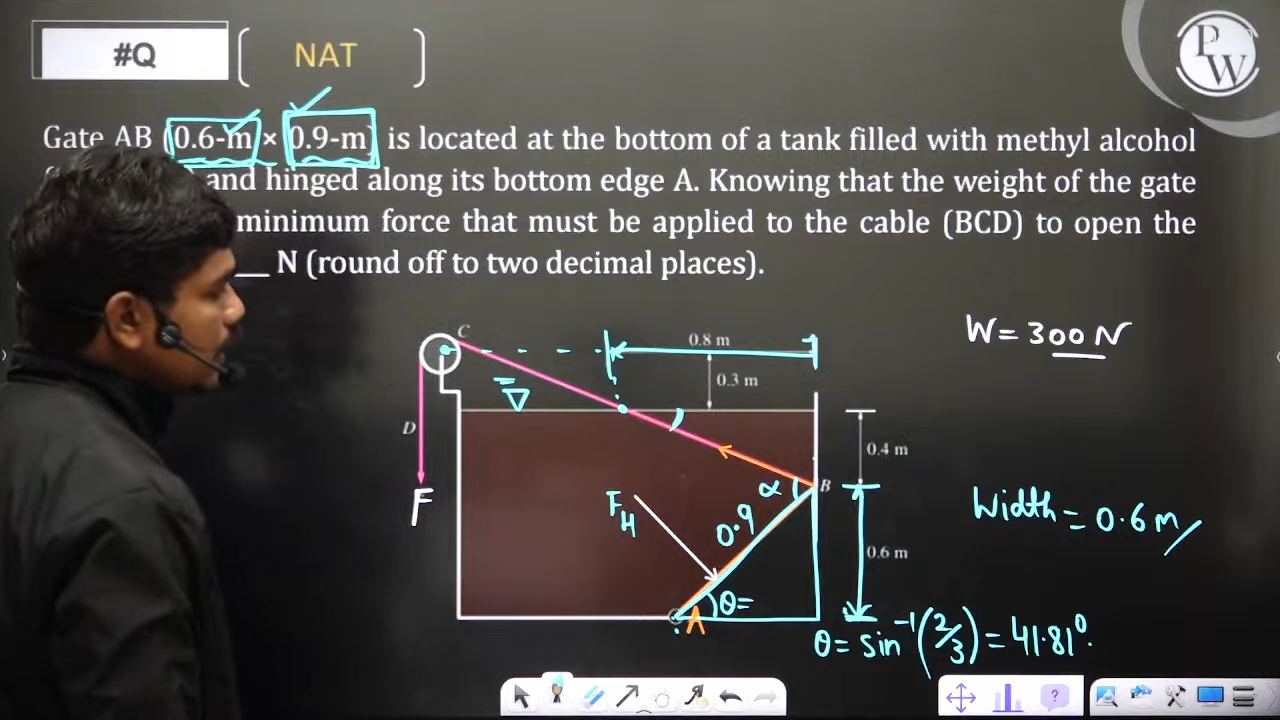 #Q
NAT
PW
Gate AB (0.6-m × 0.9-m) is located at the bottom of a tank filled with methyl alcohol
and hinged along its bottom edge A. Knowing that the weight of the gate
minimum force that must be applied to the cable (BCD) to open the
N (round off to two decimal places).
W = 300 N
C
0.8 m
0.3 m
D
0.4 m
F
F_H
α
B
0.9
Width = 0.6 m
0.6 m
θ=
A
θ = sin⁻¹(2/3) = 41.81°.